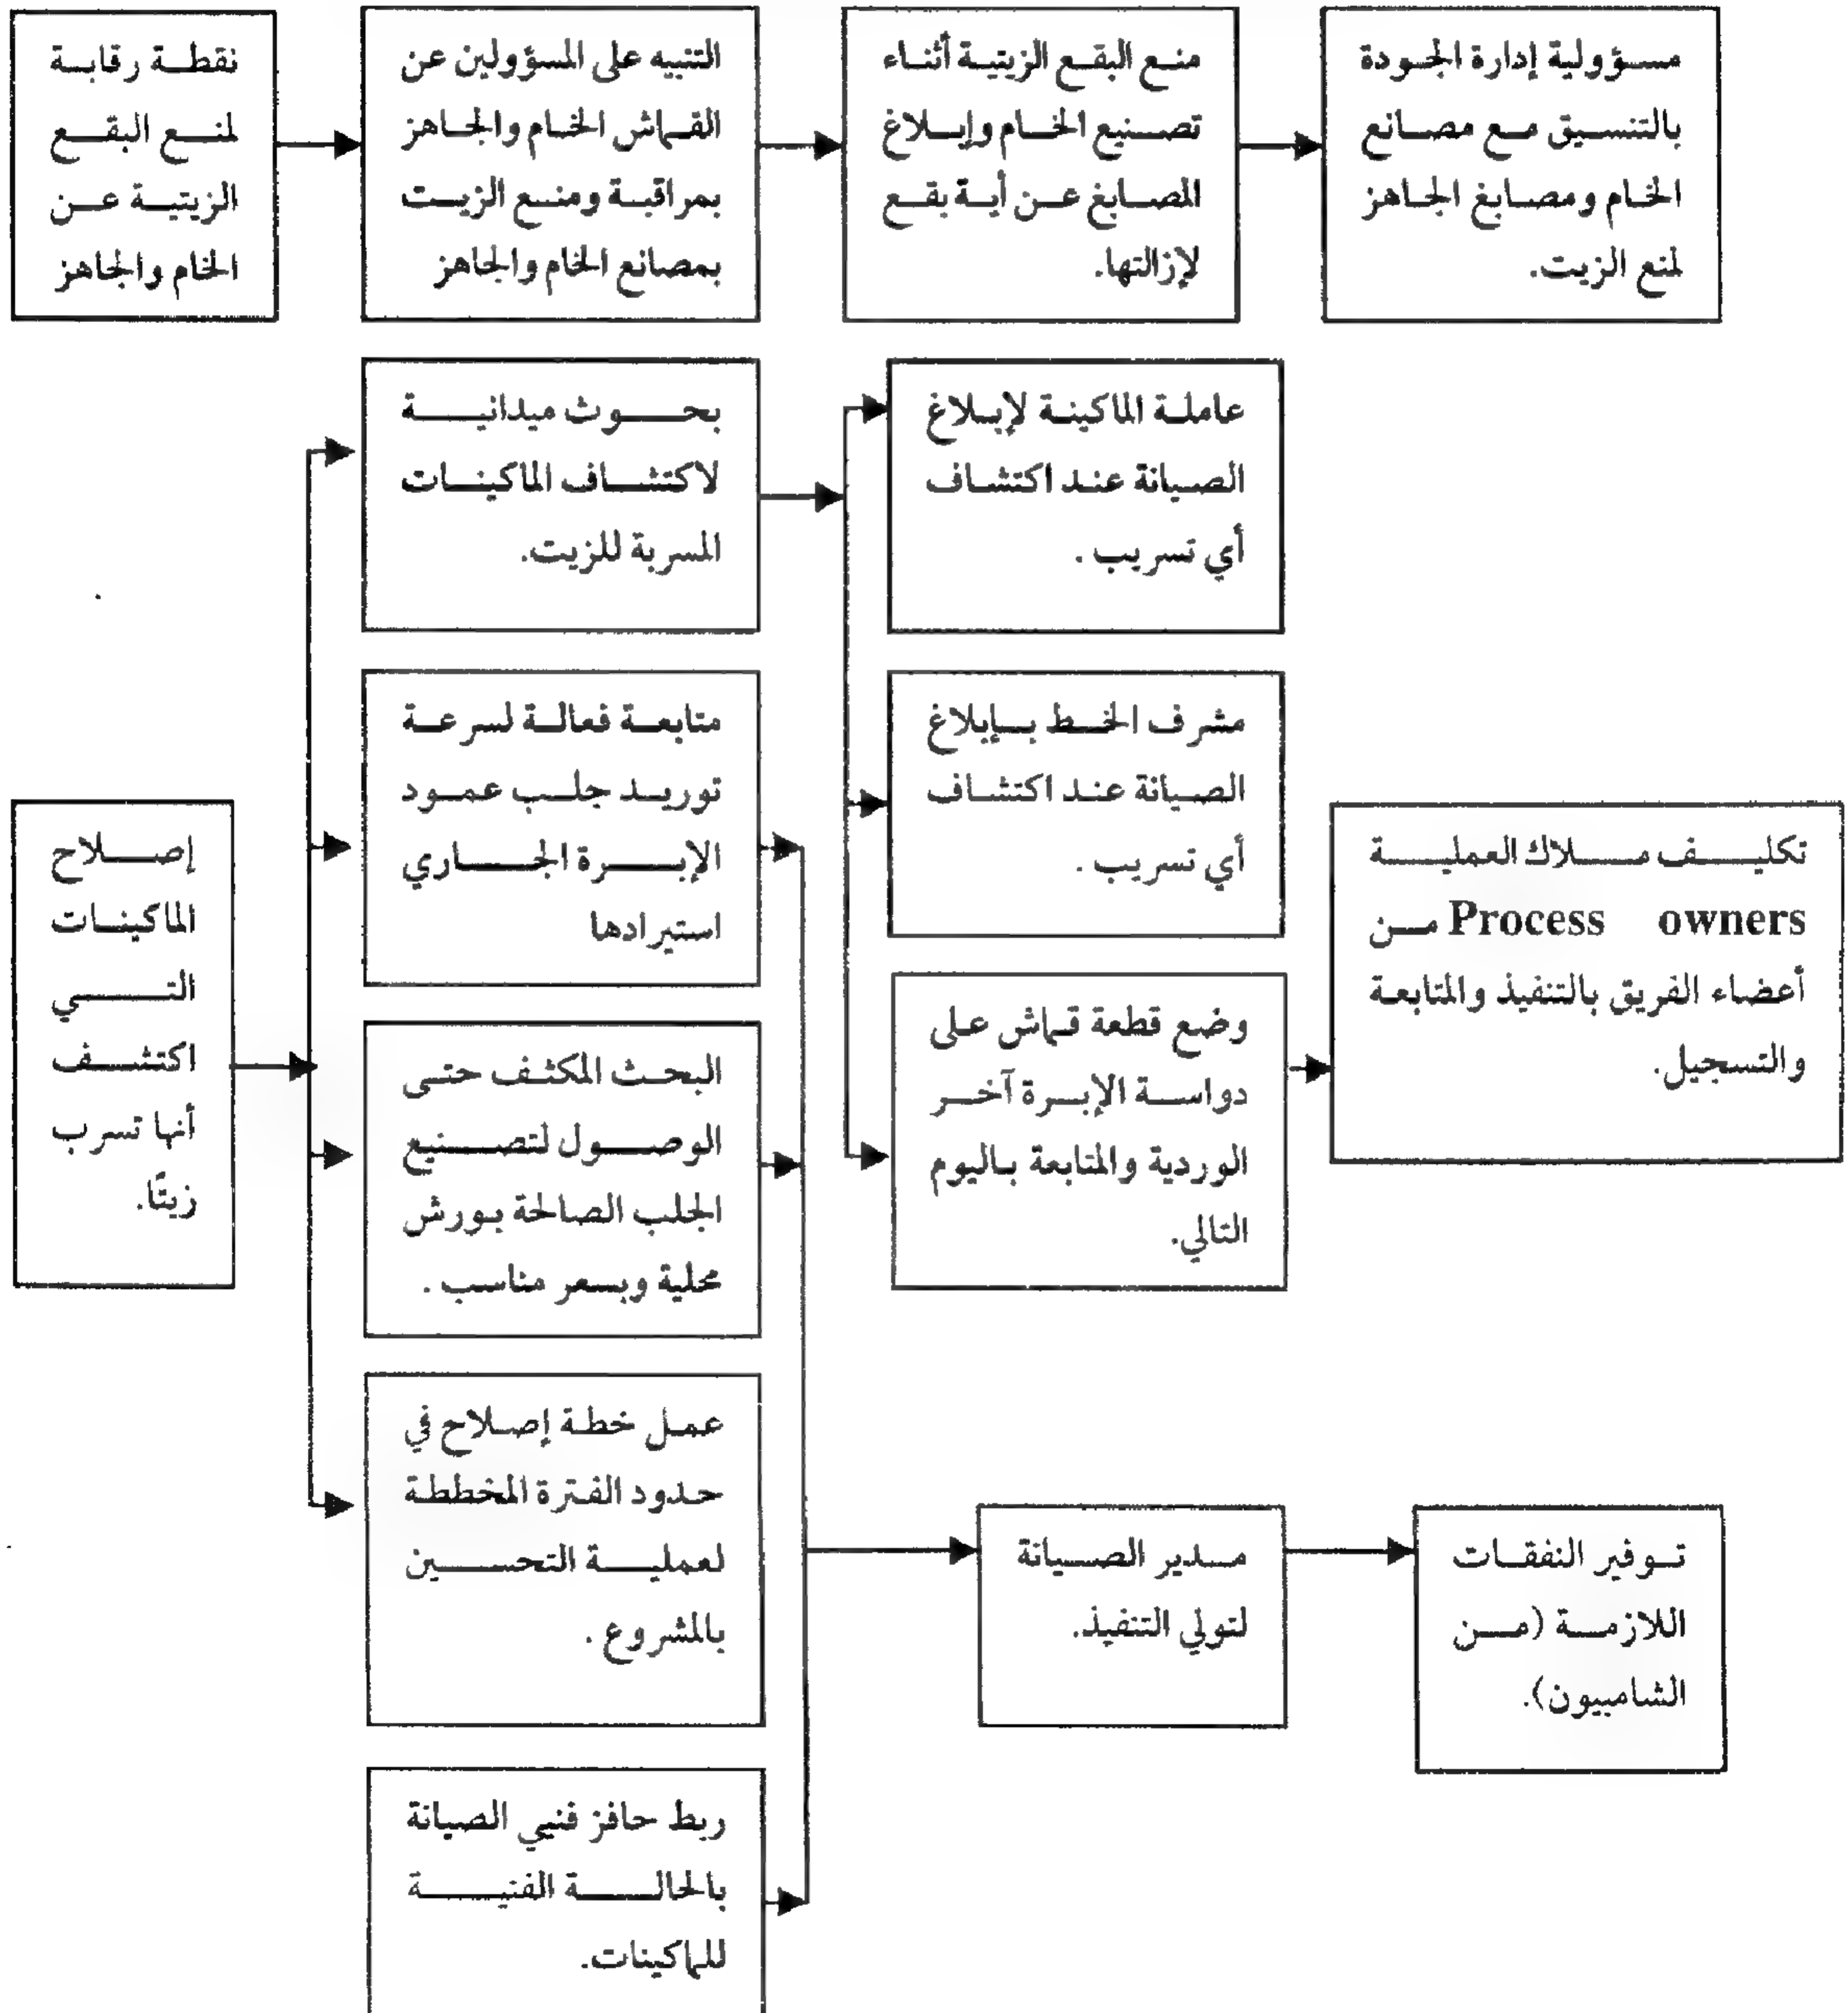 نقطة رقابة
لمنع البقع
الزيتية عن
الخام والجاهز
التنبيه على المسؤولين عن
القماش الخام والجاهز
بمراقبة ومنع الزيت
بمصانع الخام والجاهز
منع البقع الزيتية أثناء
تصنيع الخام وإبلاغ
المصابغ عن أية بقع
لإزالتها.
مسؤولية إدارة الجودة
بالتنسيق مع مصانع
الخام ومصابغ الجاهز
لمنع الزيت.
إصلاح
الماكينات
التي
اكتشف
أنها تسرب
زيتًا.
بحوث ميدانية
لاكتشاف الماكينات
المسربة للزيت.
متابعة فعالة لسرعة
توريد جلب عمود
الإبرة الجاري
استيرادها
البحث المكثف حتى
الوصول لتصنيع
الجلب الصالحة بورش
محلية وبسعر مناسب .
عمل خطة إصلاح في
حدود الفترة المخططة
لعملية التحسين
بالمشروع .
ربط حافز فنيي الصيانة
بالحالة الفنية
للماكينات.
عاملة الماكينة لإبلاغ
الصيانة عند اكتشاف
أي تسريب .
مشرف الخط بإبلاغ
الصيانة عند اكتشاف
أي تسريب .
وضع قطعة قماش على
دواسة الإبرة آخر
الوردية والمتابعة باليوم
التالي.
تكليف ملاك العملية
Process owners من
أعضاء الفريق بالتنفيذ والمتابعة
والتسجيل.
مدير الصيانة
لتولي التنفيذ.
توفير النفقات
اللازمة (من
الشامبيون).